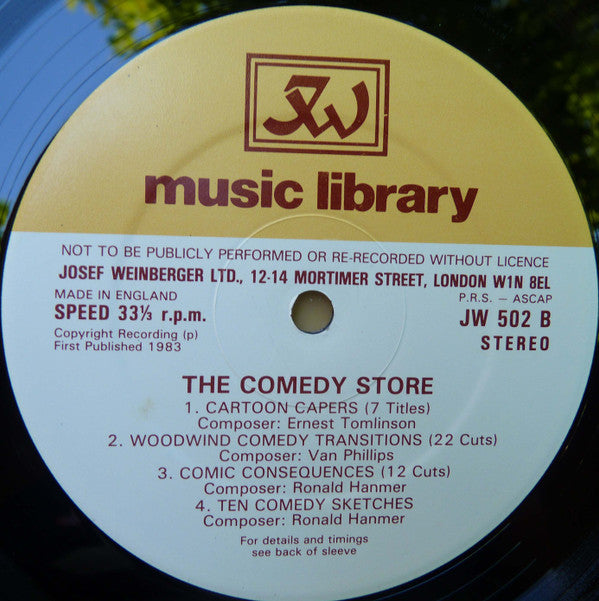 JW
music library
NOT TO BE PUBLICLY PERFORMED OR RE-RECORDED WITHOUT LICENCE
JOSEF WEINBERGER LTD., 12-14 MORTIMER STREET, LONDON W1N 8EL
MADE IN ENGLAND P.R.S. – ASCAP
SPEED 33⅓ r.p.m. JW 502 B
Copyright Recording (p)
First Published 1983 STEREO
THE COMEDY STORE
1. CARTOON CAPERS (7 Titles)
Composer: Ernest Tomlinson
2. WOODWIND COMEDY TRANSITIONS (22 Cuts)
Composer: Van Phillips
3. COMIC CONSEQUENCES (12 Cuts)
Composer: Ronald Hanmer
4. TEN COMEDY SKETCHES
Composer: Ronald Hanmer
For details and timings
see back of sleeve